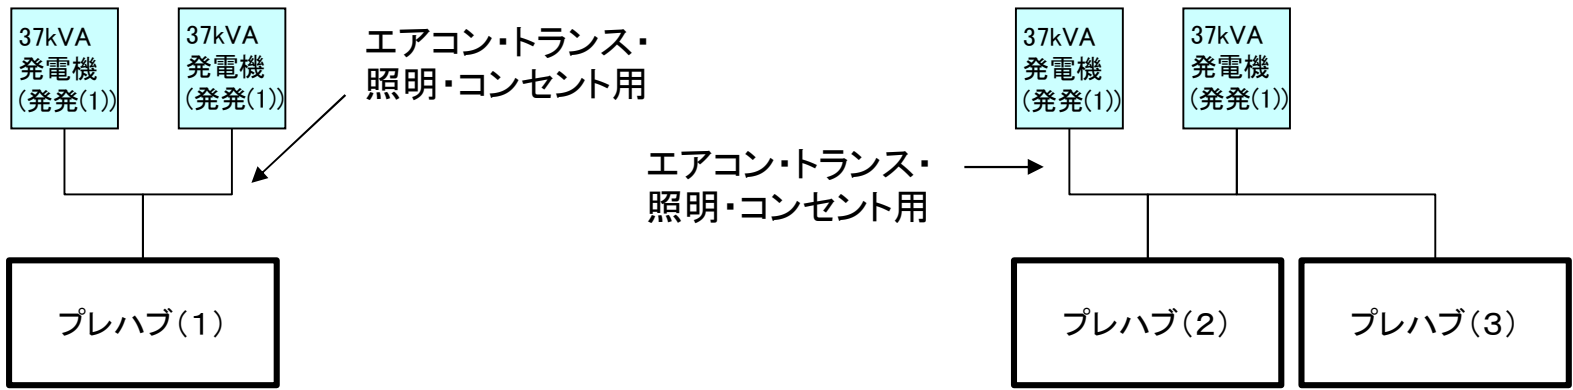 37kVA
発電機
(発発(1))
37kVA
発電機
(発発(1))
エアコン・トランス・
照明・コンセント用
37kVA
発電機
(発発(1))
37kVA
発電機
(発発(1))
エアコン・トランス・
照明・コンセント用
プレハブ(１)
プレハブ(２)
プレハブ(３)